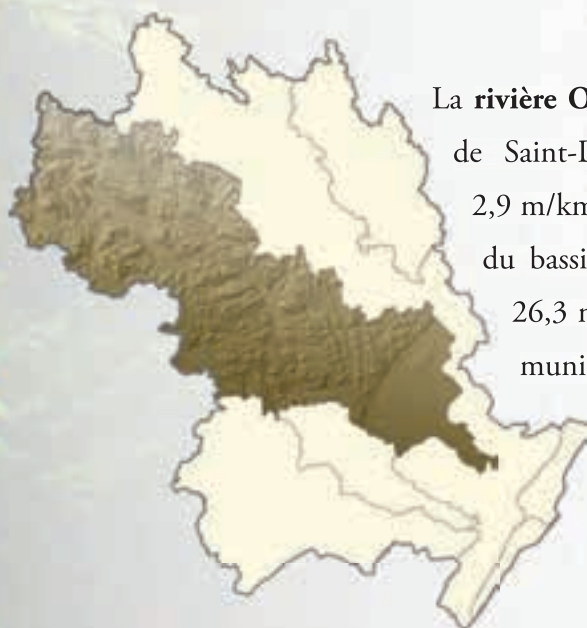 La rivière O
de Saint-
2,9 m/km
du bassi
26,3
muni